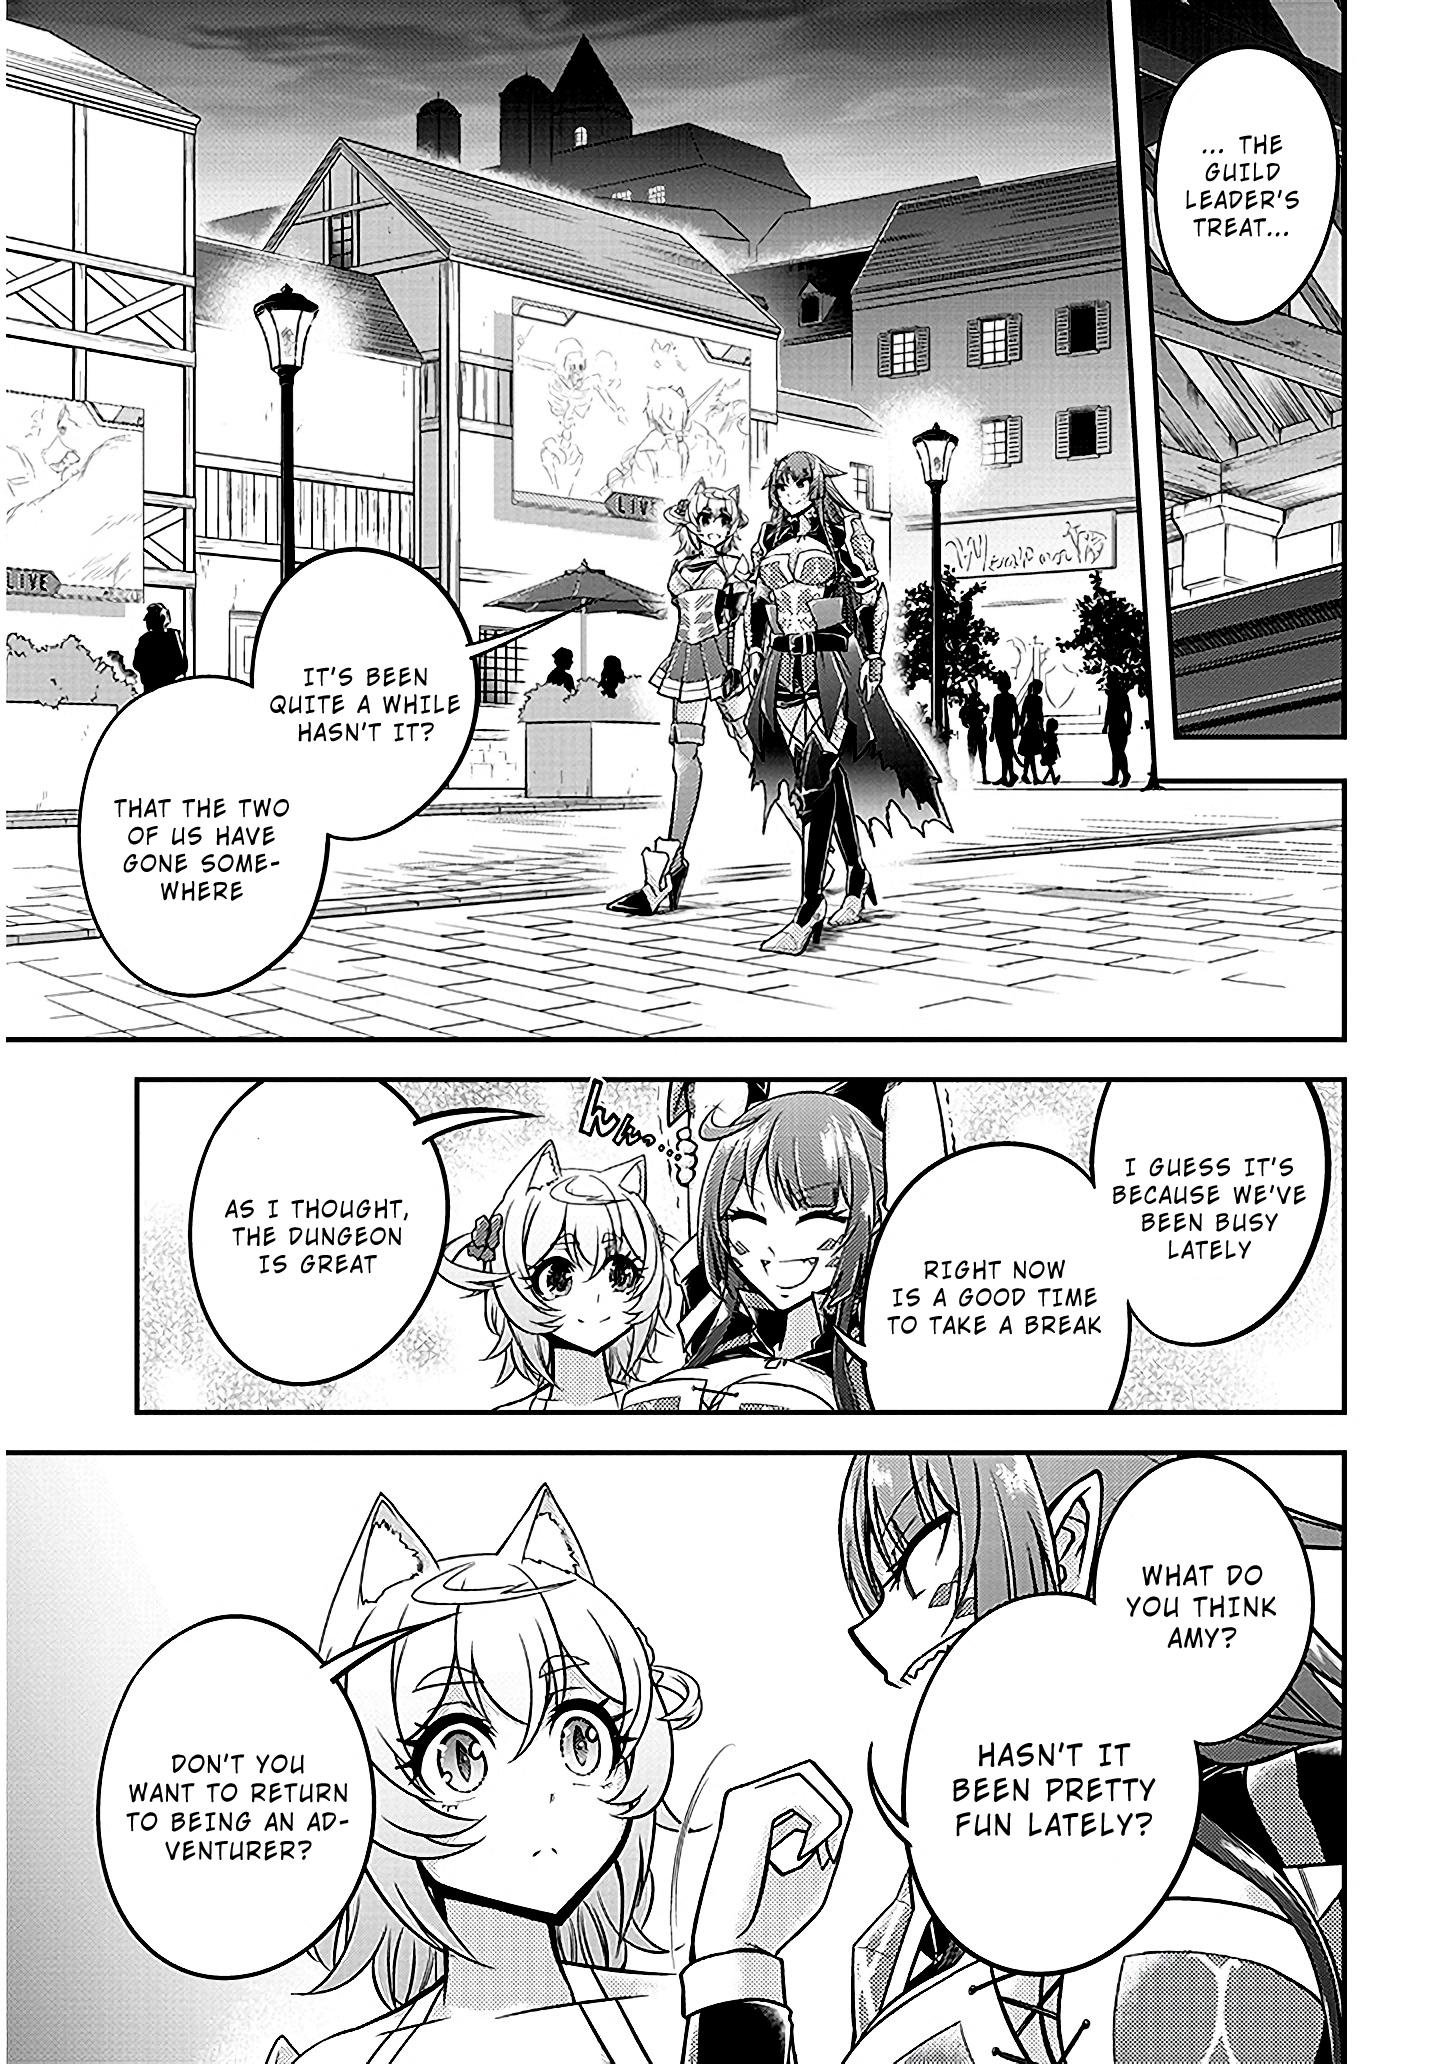 ... THE
GUILD
LEADER'S
TREAT...
IT'S BEEN
QUITE A WHILE
HASN'T IT?
THAT THE TWO
OF US HAVE
GONE SOME-
WHERE
LIVE
LIVE
I GUESS IT'S
BECAUSE WE'VE
BEEN BUSY
LATELY
RIGHT NOW
IS A GOOD TIME
TO TAKE A BREAK
んんっ...
AS I THOUGHT,
THE DUNGEON
IS GREAT
WHAT DO
YOU THINK
AMY?
HASN'T IT
BEEN PRETTY
FUN LATELY?
DON'T YOU
WANT TO RETURN
TO BEING AN AD-
VENTURER?